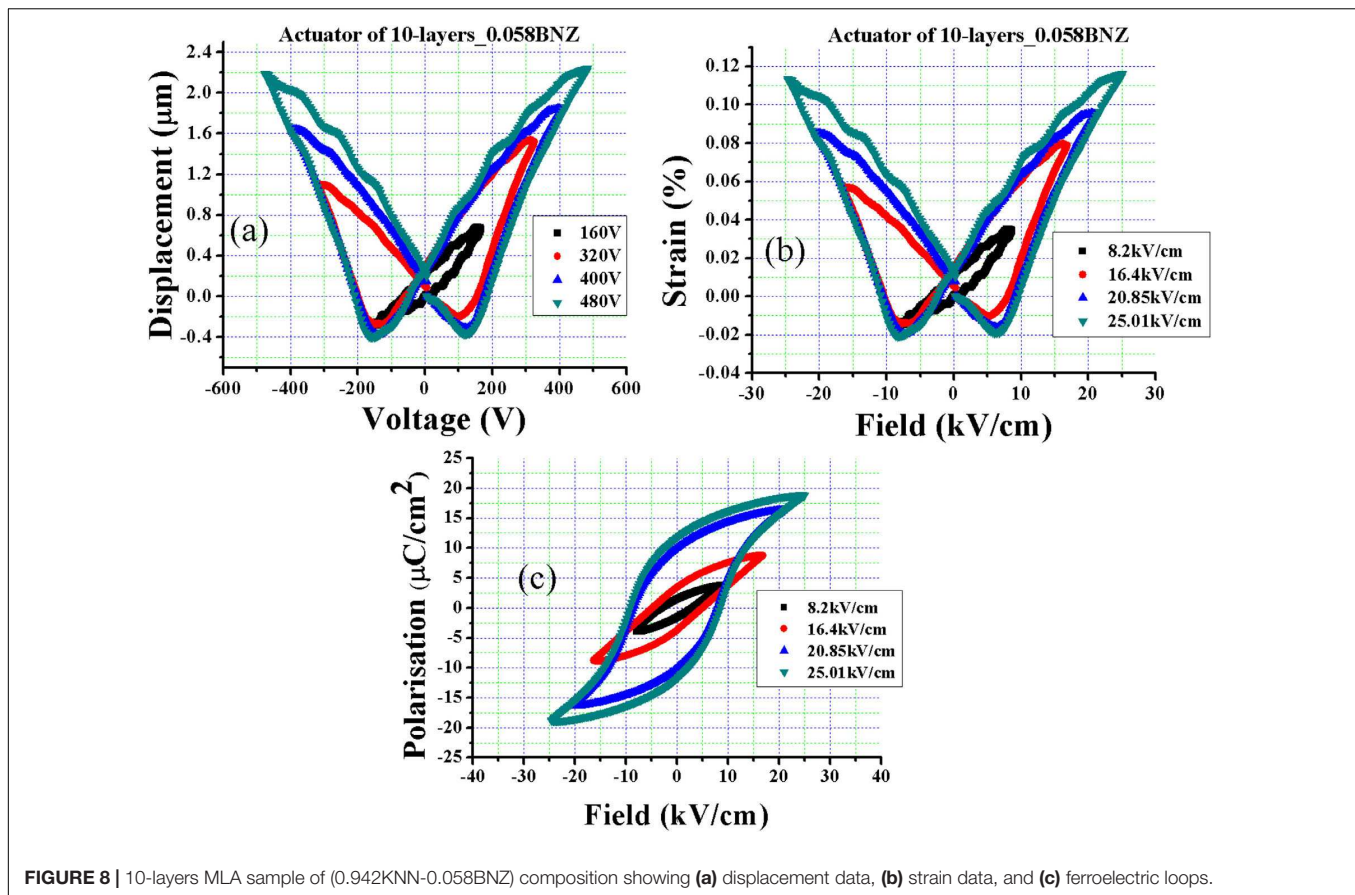 Actuator of 10-layers_0.058BNZ
Displacement (μm)
2.4
2.0
1.6
1.2
0.8
0.4
0.0
-0.4
(a)
160V
320V
400V
480V
-600 -400 -200 0 200 400 600
Voltage (V)
Actuator of 10-layers_0.058BNZ
Strain (%)
0.12
0.10
0.08
0.06
0.04
0.02
0.00
-0.02
-0.04
(b)
8.2kV/cm
16.4kV/cm
20.85kV/cm
25.01kV/cm
-30 -20 -10 0 10 20 30
Field (kV/cm)
Polarisation (μC/cm²)
25
20
15
10
5
0
-5
-10
-15
-20
-25
(c)
8.2kV/cm
16.4kV/cm
20.85kV/cm
25.01kV/cm
-40 -30 -20 -10 0 10 20 30 40
Field (kV/cm)
FIGURE 8 | 10-layers MLA sample of (0.942KNN-0.058BNZ) composition showing (a) displacement data, (b) strain data, and (c) ferroelectric loops.